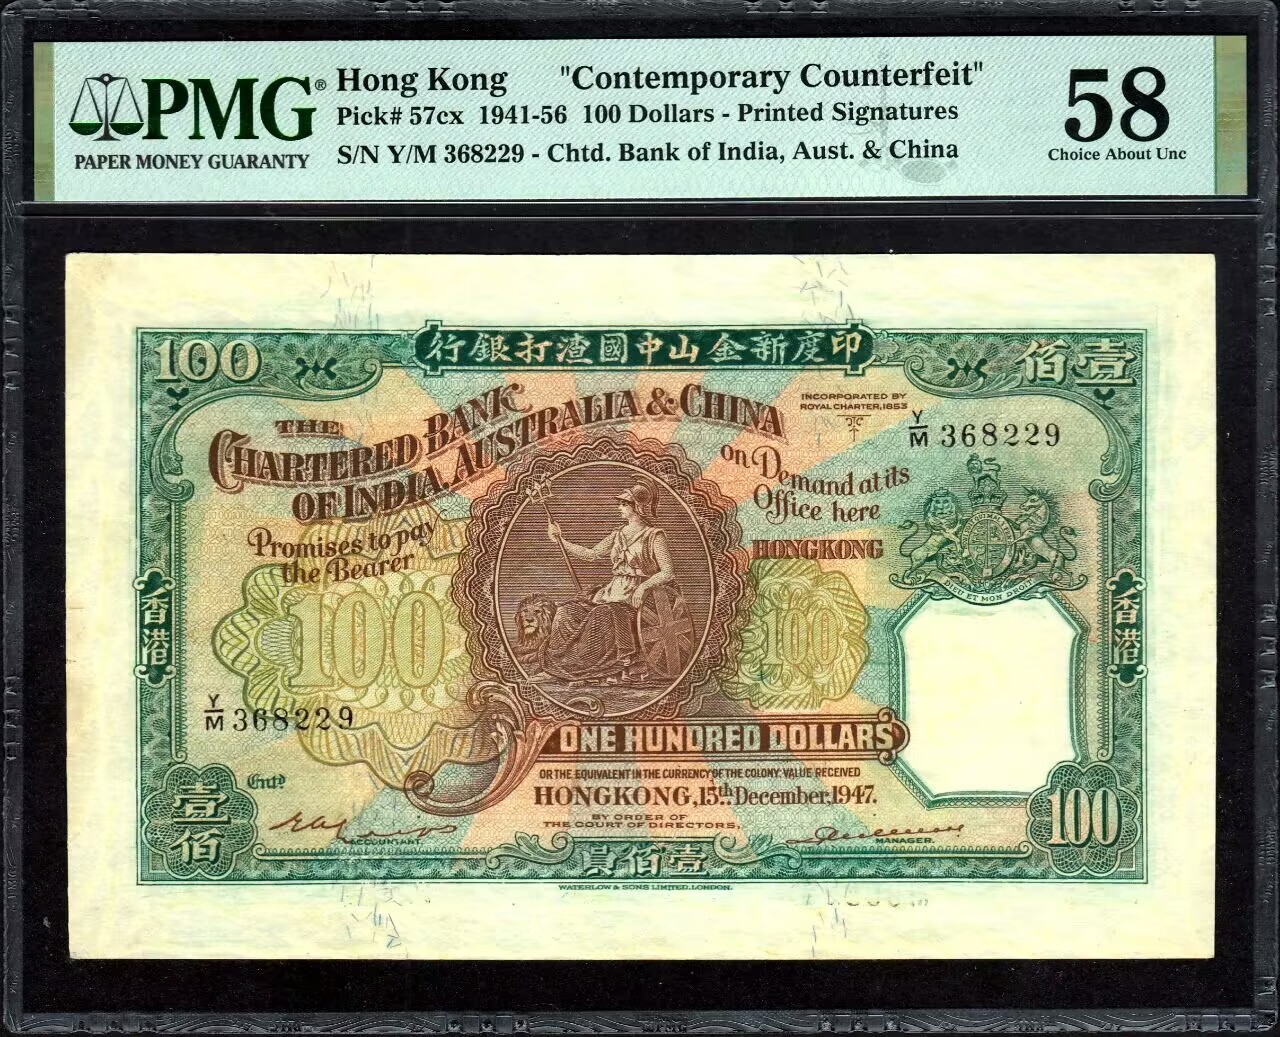 PMG®
PAPER MONEY GUARANTY
Hong Kong "Contemporary Counterfeit"
Pick# 57cx 1941-56 100 Dollars - Printed Signatures
S/N Y/M 368229 - Chtd. Bank of India, Aust. & China
58
Choice About Unc
行銀打渣國中山金新度印
100
佰壹
THE
CHARTERED BANK
OF INDIA, AUSTRALIA & CHINA
INCORPORATED BY
ROYAL CHARTER, 1853
Y/M 368229
Promises to pay
the Bearer
on Demand at its
Office here
HONGKONG
DIEU ET MON DROIT
香港
香港
100
100
Y/M 368229
ONE HUNDRED DOLLARS
OR THE EQUIVALENT IN THE CURRENCY OF THE COLONY: VALUE RECEIVED
HONGKONG, 15th December, 1947.
BY ORDER OF
THE COURT OF DIRECTORS,
Entd
ACCOUNTANT.
MANAGER.
壹佰
員佰壹
100
WATERLOW & SONS LIMITED, LONDON.
PMG